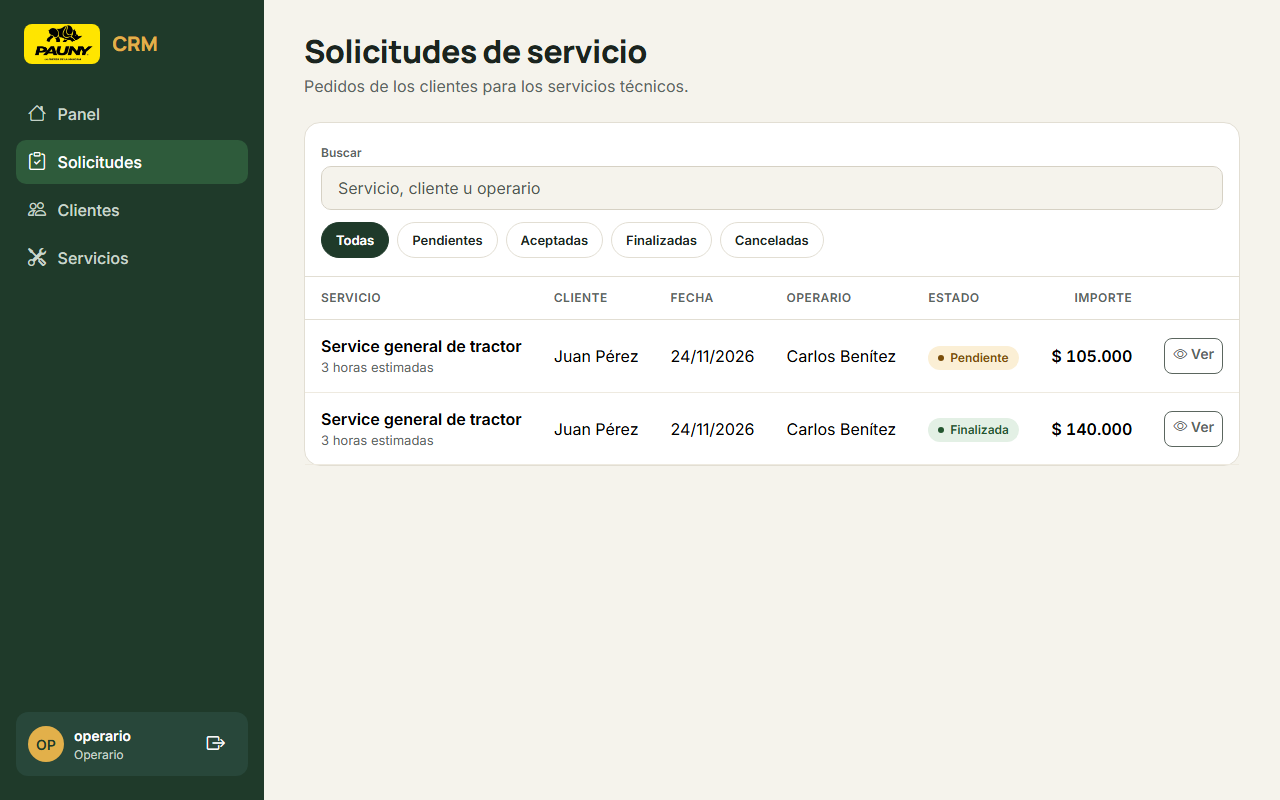 PAUNY
CRM
Panel
Solicitudes
Clientes
Servicios
OP
operario
Operario
Solicitudes de servicio
Pedidos de los clientes para los servicios técnicos.
Buscar
Servicio, cliente u operario
Todas Pendientes Aceptadas Finalizadas Canceladas
SERVICIO CLIENTE FECHA OPERARIO ESTADO IMPORTE
Service general de tractor
3 horas estimadas
Juan Pérez 24/11/2026 Carlos Benítez Pendiente $ 105.000 Ver
Service general de tractor
3 horas estimadas
Juan Pérez 24/11/2026 Carlos Benítez Finalizada $ 140.000 Ver